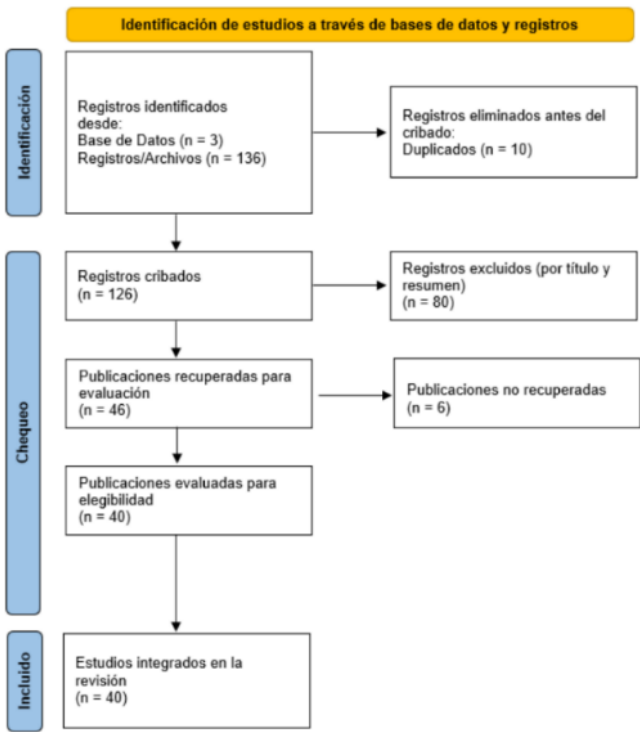 Identificación de estudios a través de bases de datos y registros
Identificación
Registros identificados
desde:
Base de Datos (n = 3)
Registros/Archivos (n = 136)
Registros eliminados antes del
cribado:
Duplicados (n = 10)
Chequeo
Registros cribados
(n = 126)
Registros excluidos (por título y
resumen)
(n = 80)
Publicaciones recuperadas para
evaluación
(n = 46)
Publicaciones no recuperadas
(n = 6)
Publicaciones evaluadas para
elegibilidad
(n = 40)
Incluido
Estudios integrados en la
revisión
(n = 40)